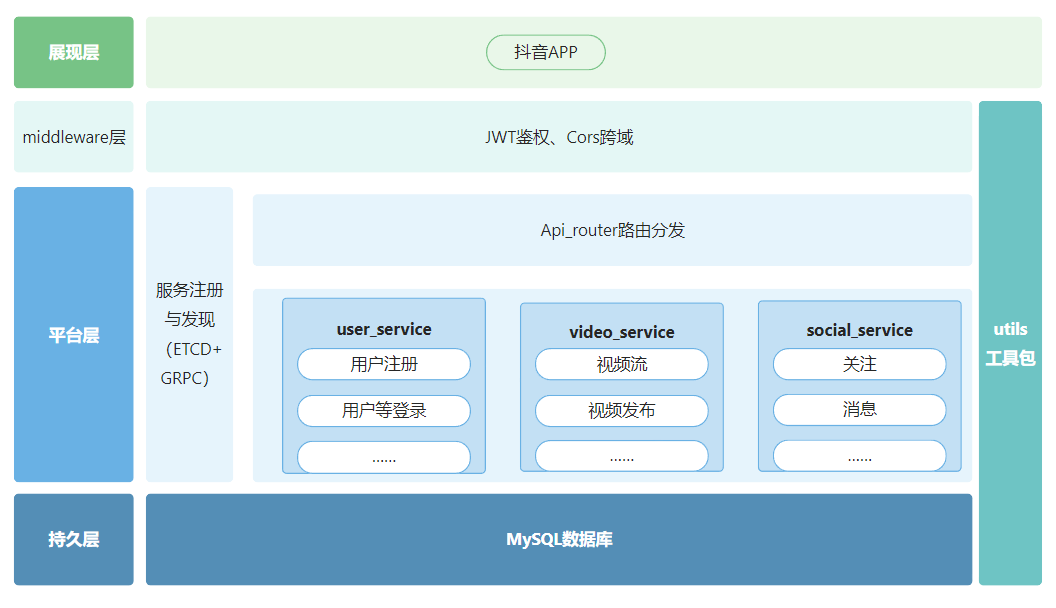 展现层
抖音APP
middleware层
JWT鉴权、Cors跨域
平台层
服务注册
与发现
（ETCD+
GRPC）
Api_router路由分发
user_service
用户注册
用户等登录
......
video_service
视频流
视频发布
......
social_service
关注
消息
......
utils
工具包
持久层
MySQL数据库